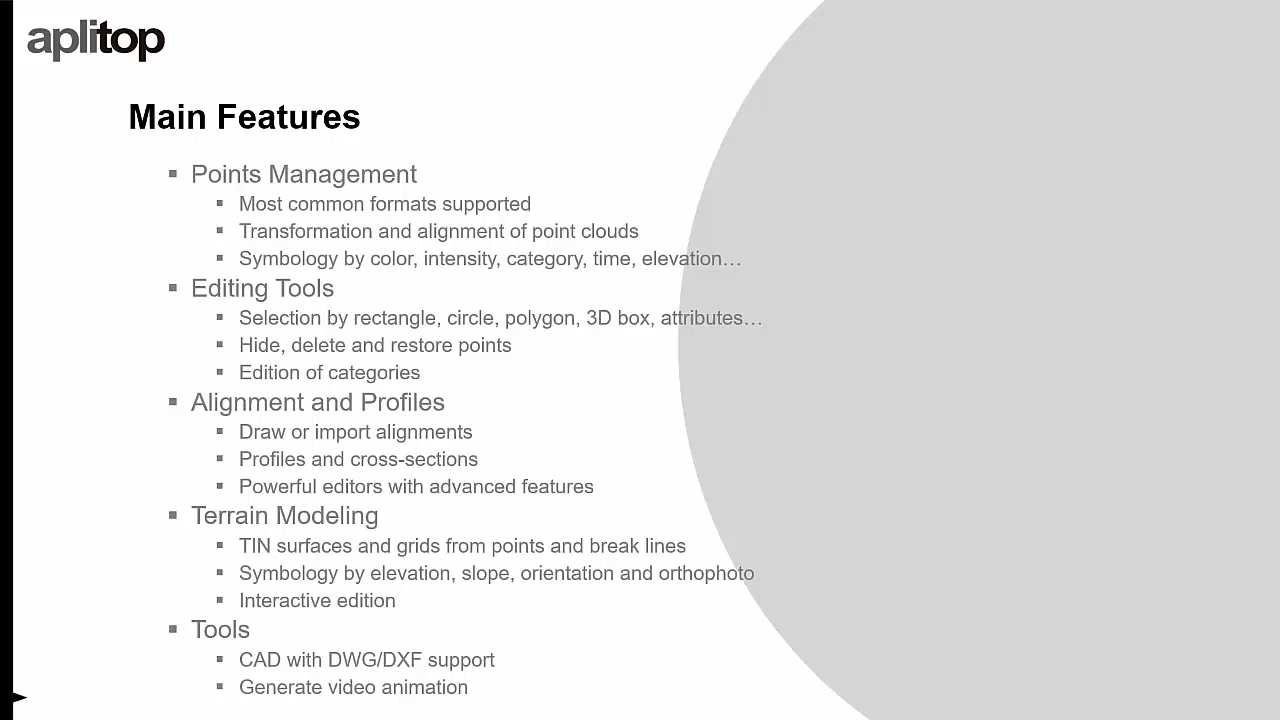 aplitop
Main Features
Points Management
Most common formats supported
Transformation and alignment of point clouds
Symbology by color, intensity, category, time, elevation…
Editing Tools
Selection by rectangle, circle, polygon, 3D box, attributes…
Hide, delete and restore points
Edition of categories
Alignment and Profiles
Draw or import alignments
Profiles and cross-sections
Powerful editors with advanced features
Terrain Modeling
TIN surfaces and grids from points and break lines
Symbology by elevation, slope, orientation and orthophoto
Interactive edition
Tools
CAD with DWG/DXF support
Generate video animation